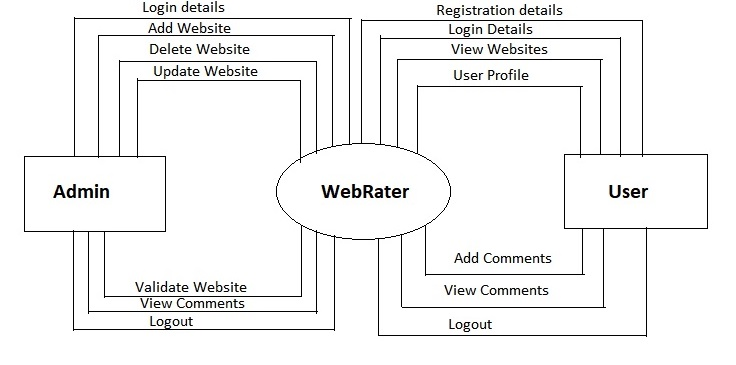 Login details
Add Website
Delete Website
Update Website
Registration details
Login Details
View Websites
User Profile
Admin
WebRater
User
Validate Website
View Comments
Logout
Add Comments
View Comments
Logout